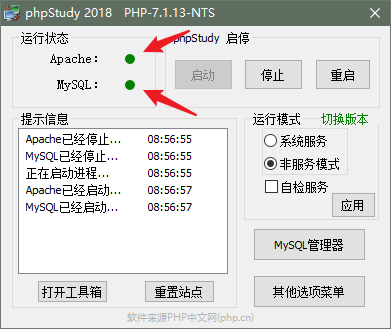 phpStudy 2018 PHP-7.1.13-NTS
运行状态
Apache:
MySQL:
phpStudy 启停
启动 停止 重启
提示信息
Apache已经停止... 08:56:55
MySQL已经停止... 08:56:55
正在启动进程... 08:56:55
Apache已经启动... 08:56:57
MySQL已经启动... 08:56:57
运行模式 切换版本
系统服务
非服务模式
自检服务
应用
MySQL管理器
打开工具箱 重置站点
其他选项菜单
软件来源PHP中文网(php.cn)